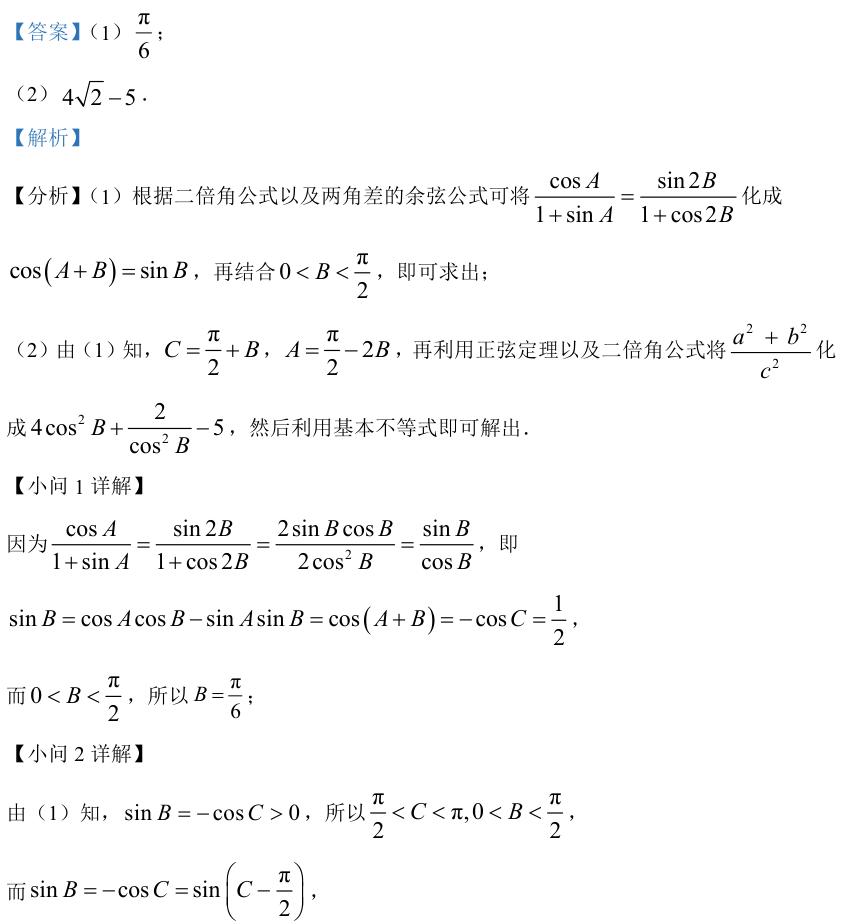 【答案】（1）$\frac{\pi}{6}$；
（2）$4\sqrt{2}-5$．
【解析】
【分析】（1）根据二倍角公式以及两角差的余弦公式可将$\frac{\cos A}{1+\sin A}=\frac{\sin 2B}{1+\cos 2B}$化成
$\cos(A+B)=\sin B$，再结合$0<B<\frac{\pi}{2}$，即可求出；
（2）由（1）知，$C=\frac{\pi}{2}+B$，$A=\frac{\pi}{2}-2B$，再利用正弦定理以及二倍角公式将$\frac{a^2+b^2}{c^2}$化
成$4\cos^2 B+\frac{2}{\cos^2 B}-5$，然后利用基本不等式即可解出．
【小问 1 详解】
因为$\frac{\cos A}{1+\sin A}=\frac{\sin 2B}{1+\cos 2B}=\frac{2\sin B\cos B}{2\cos^2 B}=\frac{\sin B}{\cos B}$，即
$\sin B=\cos A\cos B-\sin A\sin B=\cos(A+B)=-\cos C=\frac{1}{2}$，
而$0<B<\frac{\pi}{2}$，所以$B=\frac{\pi}{6}$；
【小问 2 详解】
由（1）知，$\sin B=-\cos C>0$，所以$\frac{\pi}{2}<C<\pi,0<B<\frac{\pi}{2}$，
而$\sin B=-\cos C=\sin\left(C-\frac{\pi}{2}\right)$，